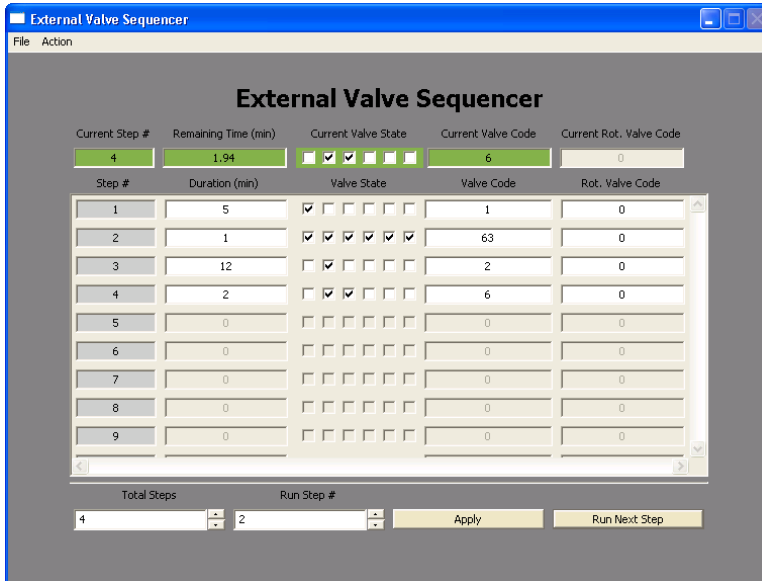 External Valve Sequencer
File Action
External Valve Sequencer
Current Step # Remaining Time (min) Current Valve State Current Valve Code Current Rot. Valve Code
4 1.94 6 0
Step # Duration (min) Valve State Valve Code Rot. Valve Code
1 5 1 0
2 1 63 0
3 12 2 0
4 2 6 0
5 0 0 0
6 0 0 0
7 0 0 0
8 0 0 0
9 0 0 0
Total Steps Run Step #
4 2 Apply Run Next Step